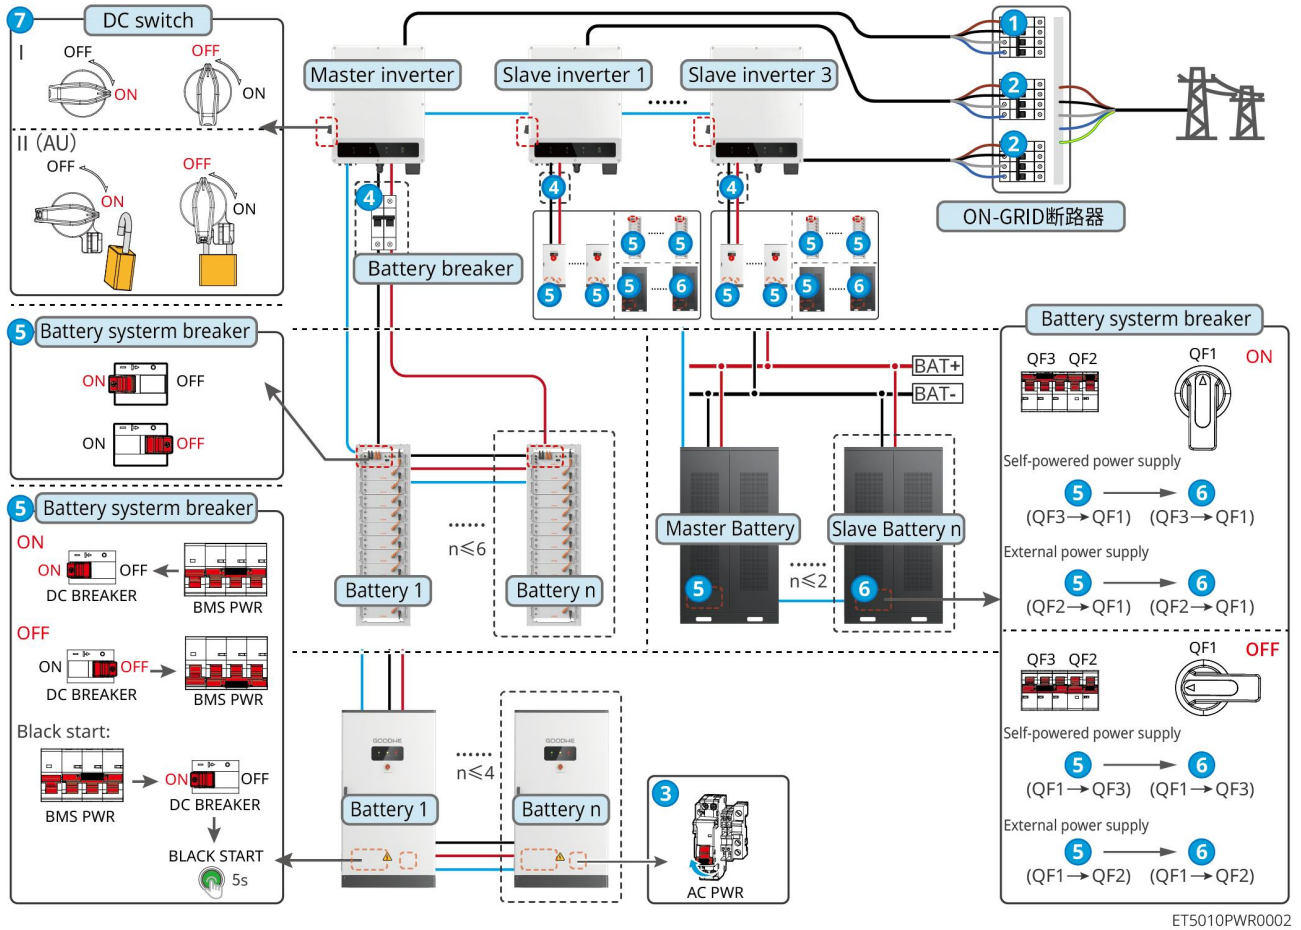 7
DC switch
I
OFF
ON
OFF
ON
II (AU)
OFF
ON
OFF
ON
Master inverter
Slave inverter 1
Slave inverter 3
......
1
2
2
ON-GRID断路器
4
Battery breaker
4
4
5
5
5
5
5
6
5
5
5
5
5
6
5
Battery systerm breaker
ON
OFF
ON
OFF
5
Battery systerm breaker
ON
ON
OFF
DC BREAKER
BMS PWR
OFF
ON
OFF
DC BREAKER
BMS PWR
Black start:
BMS PWR
ON
OFF
DC BREAKER
BLACK START
5s
Battery 1
......
n≤6
Battery n
BAT+
BAT-
Master Battery
Slave Battery n
......
n≤2
5
6
GOODWE
Battery 1
......
n≤4
GOODWE
Battery n
3
AC PWR
Battery systerm breaker
QF3 QF2
QF1
ON
Self-powered power supply
5
6
(QF3→QF1)
(QF3→QF1)
External power supply
5
6
(QF2→QF1)
(QF2→QF1)
QF3 QF2
QF1
OFF
Self-powered power supply
5
6
(QF1→QF3)
(QF1→QF3)
External power supply
5
6
(QF1→QF2)
(QF1→QF2)
ET5010PWR0002